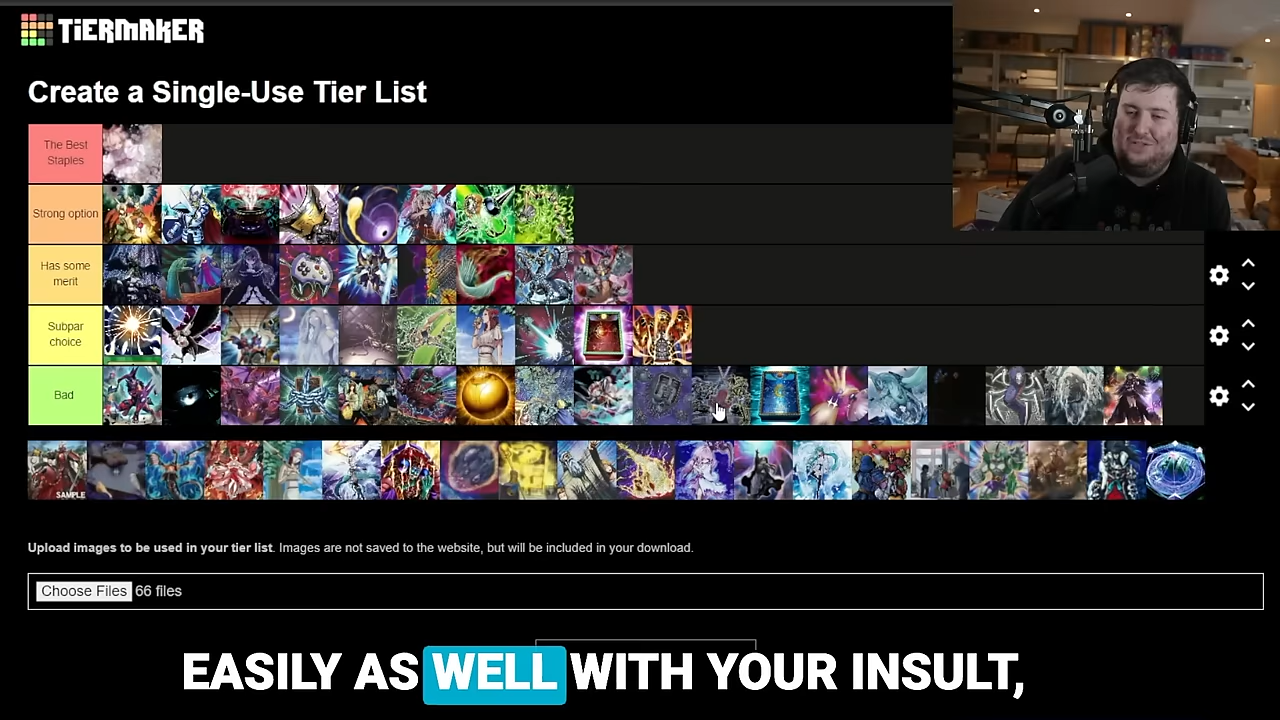 TiERMAKER
Create a Single-Use Tier List
The Best
Staples
Strong option
Has some
merit
Subpar
choice
Bad
SAMPLE
Upload images to be used in your tier list. Images are not saved to the website, but will be included in your download.
Choose Files 66 files
EASILY AS WELL WITH YOUR INSULT,